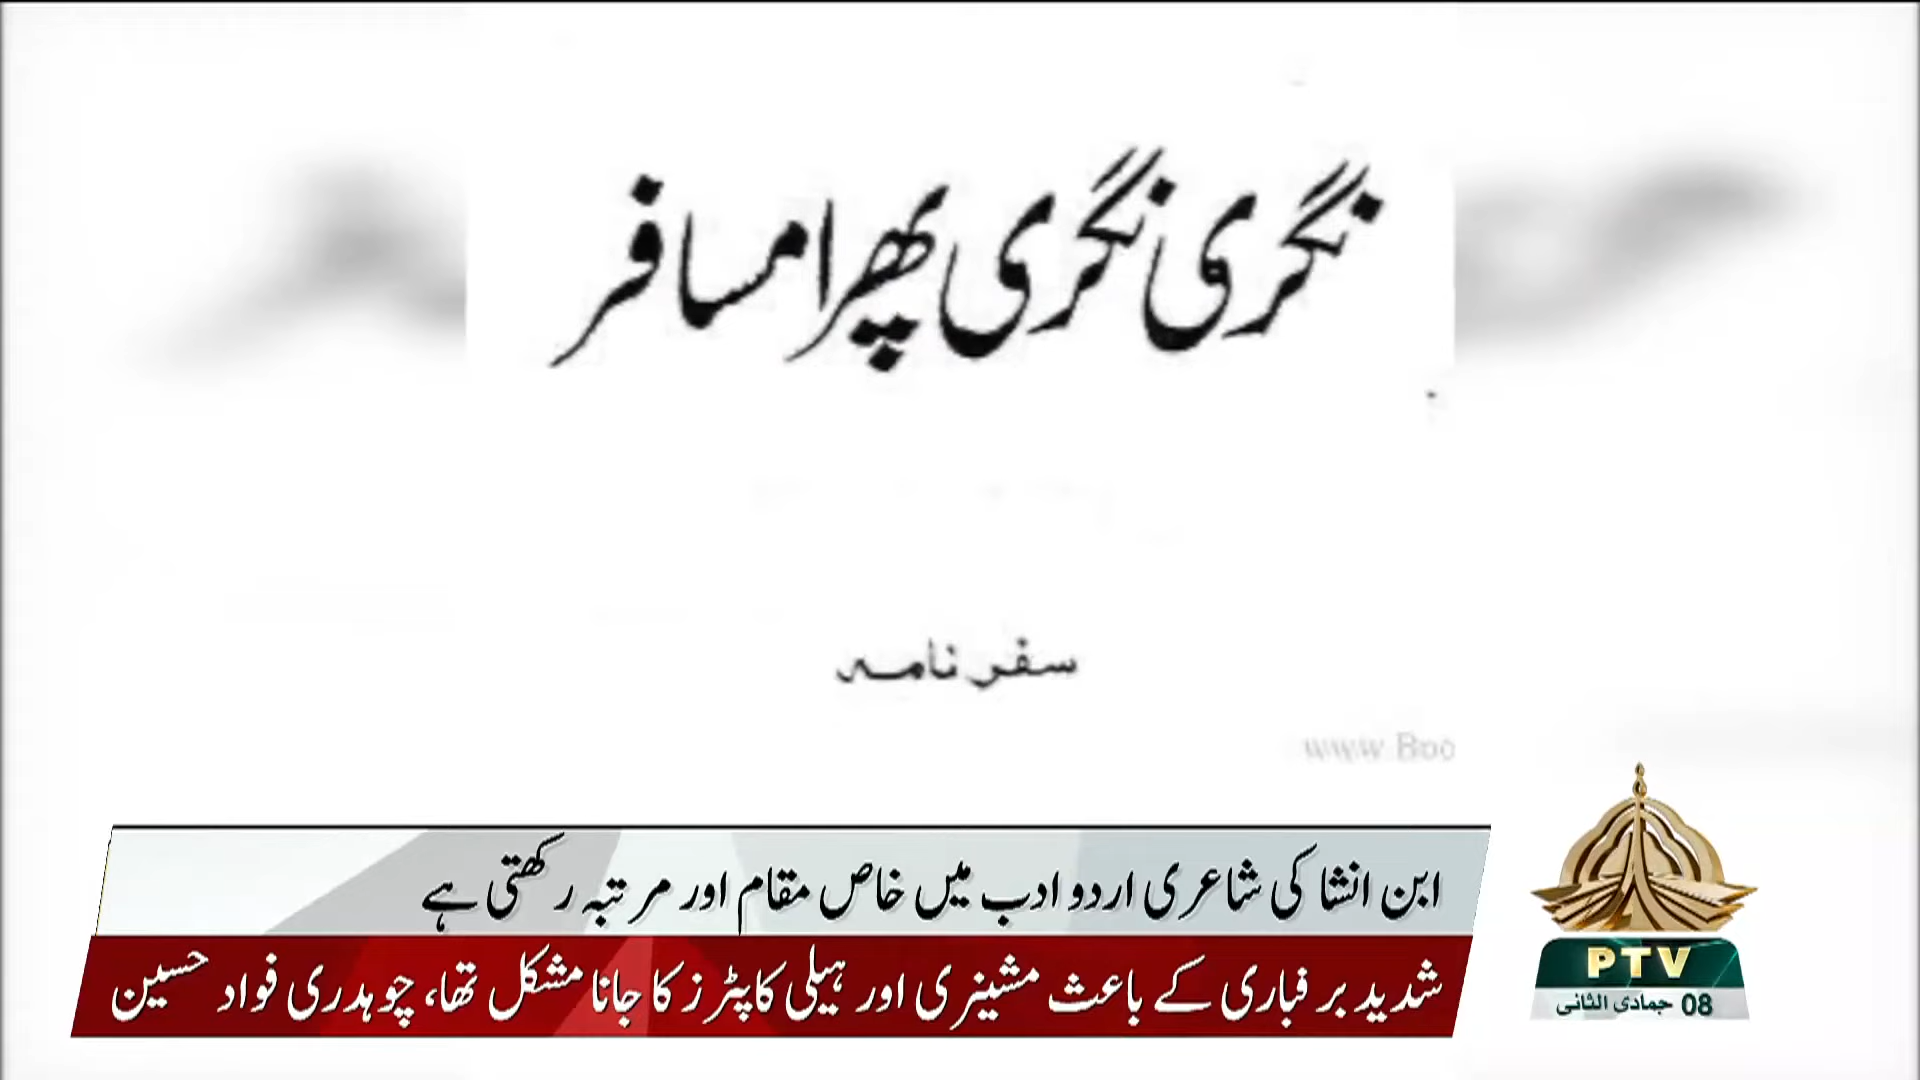 نگری نگری پھرا مسافر
سفر نامہ
www.Boo
ابن انشا کی شاعری اردو ادب میں خاص مقام اور مرتبہ رکھتی ہے
شدید برفباری کے باعث مشینری اور ہیلی کاپٹرز کا جانا مشکل تھا، چوہدری فواد حسین
PTV
08 جمادی الثانی